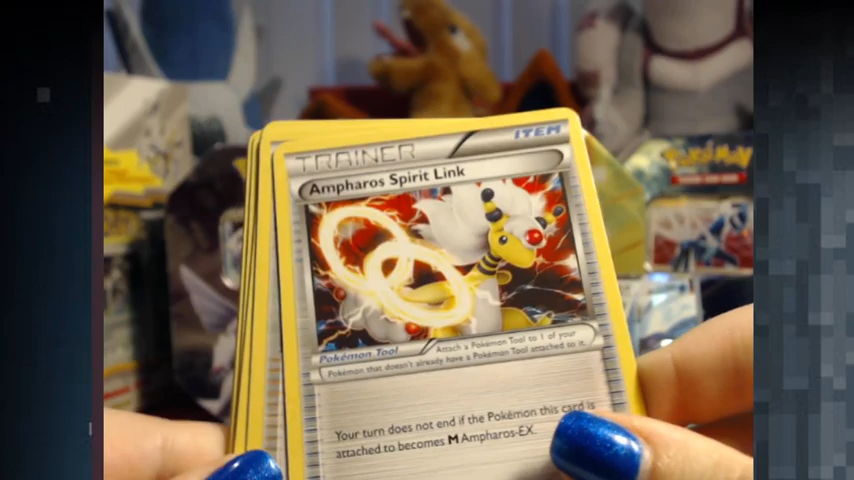 TRAINER
ITEM
Ampharos Spirit Link
Pokémon Tool
Attach a Pokémon Tool to 1 of your
Pokémon that doesn't already have a Pokémon Tool attached to it.
Your turn does not end if the Pokémon this card is
attached to becomes M Ampharos-EX.
POKéMON